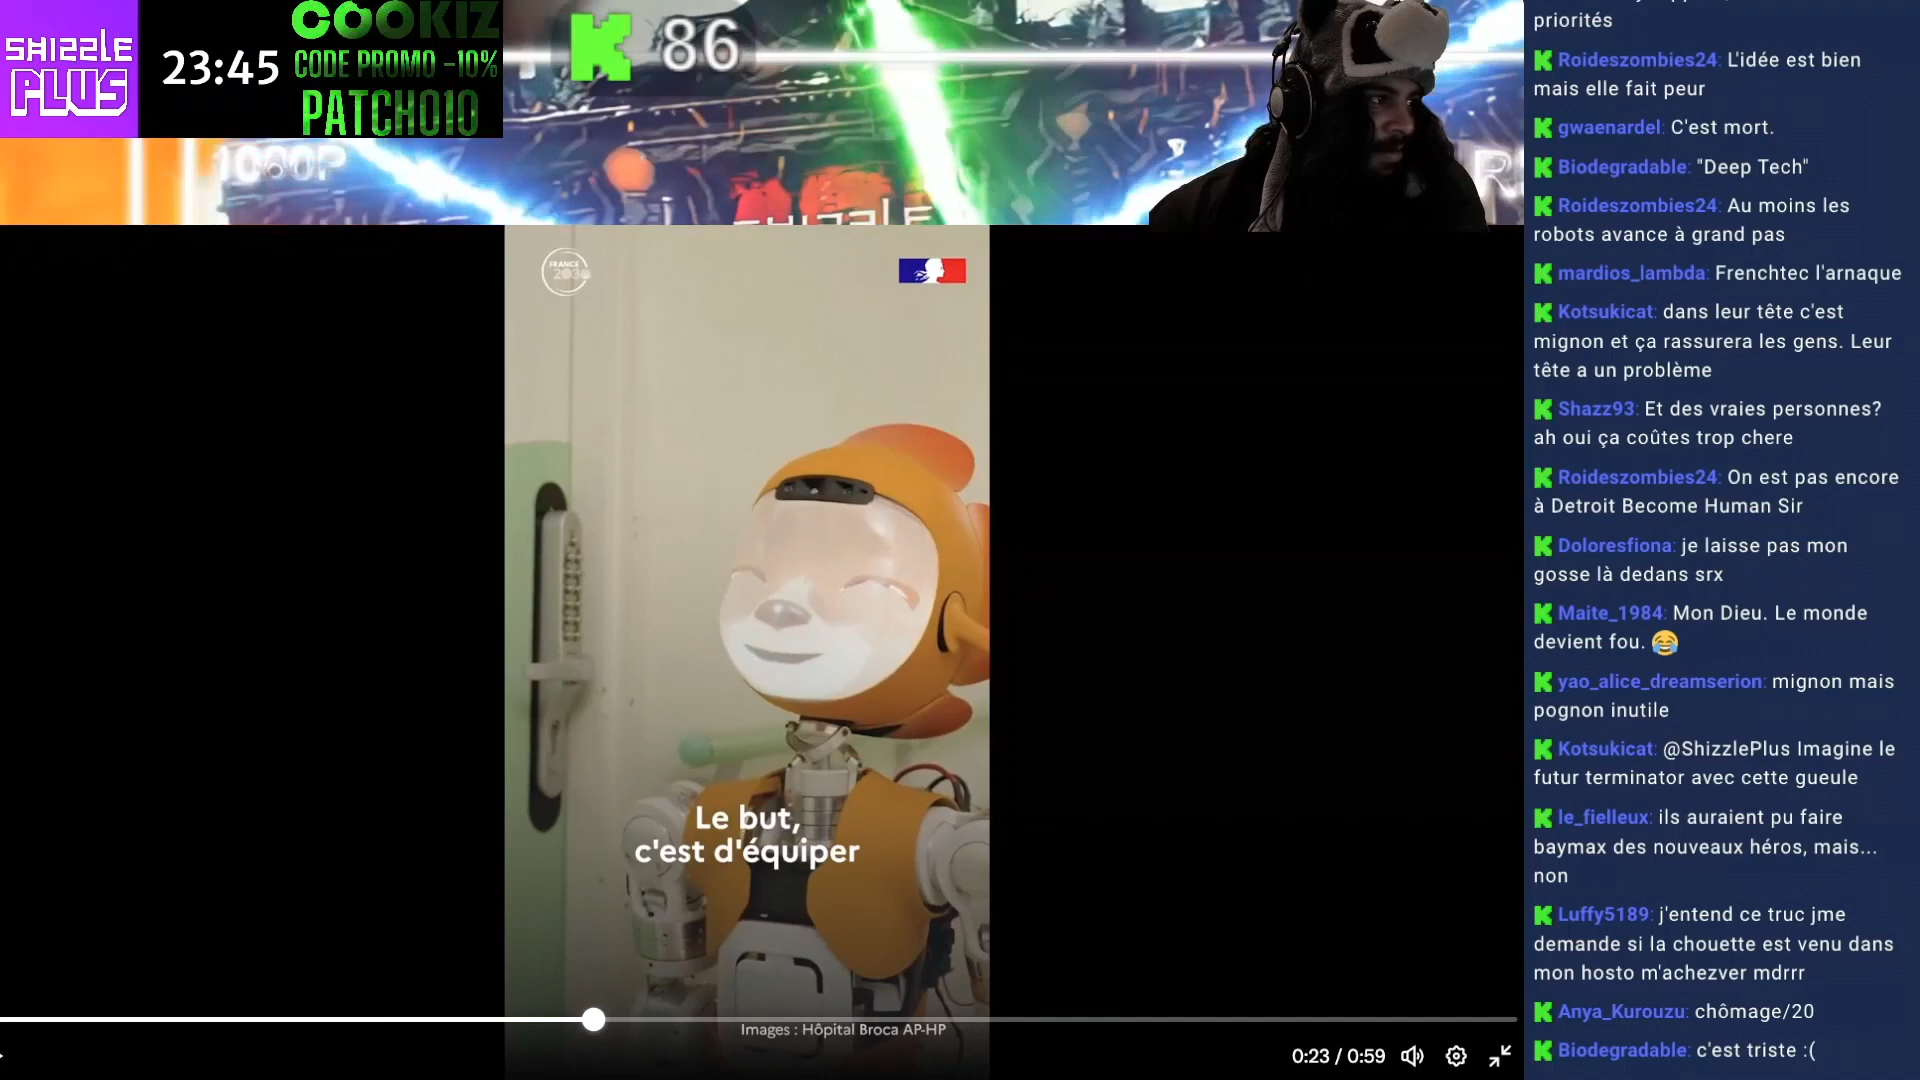 SHIZZLE
PLUS
23:45
COOKIZ
CODE PROMO -10%
PATCHO10
86
1080P
SHIZZLE
R
FRANCE
2030
Le but,
c'est d'équiper
Images : Hôpital Broca AP-HP
0:23 / 0:59
priorités
Roideszombies24: L'idée est bien
mais elle fait peur
gwaenardel: C'est mort.
Biodegradable: "Deep Tech"
Roideszombies24: Au moins les
robots avance à grand pas
mardios_lambda: Frenchtec l'arnaque
Kotsukicat: dans leur tête c'est
mignon et ça rassurera les gens. Leur
tête a un problème
Shazz93: Et des vraies personnes?
ah oui ça coûtes trop chere
Roideszombies24: On est pas encore
à Detroit Become Human Sir
Doloresfiona: je laisse pas mon
gosse là dedans srx
Maite_1984: Mon Dieu. Le monde
devient fou. 😂
yao_alice_dreamserion: mignon mais
pognon inutile
Kotsukicat: @ShizzlePlus Imagine le
futur terminator avec cette gueule
le_fielleux: ils auraient pu faire
baymax des nouveaux héros, mais...
non
Luffy5189: j'entend ce truc jme
demande si la chouette est venu dans
mon hosto m'achezver mdrrr
Anya_Kurouzu: chômage/20
Biodegradable: c'est triste :(